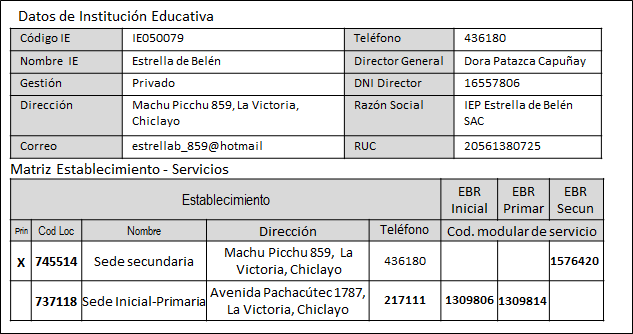 Datos de Institución Educativa
Código IE IE050079 Teléfono 436180
Nombre IE Estrella de Belén Director General Dora Patazca Capuñay
Gestión Privado DNI Director 16557806
Dirección Machu Picchu 859, La Victoria, Razón Social IEP Estrella de Belén
Chiclayo SAC
Correo estrellab_859@hotmail RUC 20561380725
Matriz Establecimiento - Servicios
Establecimiento EBR EBR EBR
Inicial Primar Secun
Prin Cod Loc Nombre Dirección Teléfono Cod. modular de servicio
X 745514 Sede secundaria Machu Picchu 859, La 436180 1576420
Victoria, Chiclayo
737118 Sede Inicial-Primaria Avenida Pachacútec 1787, 217111 1309806 1309814
La Victoria, Chiclayo